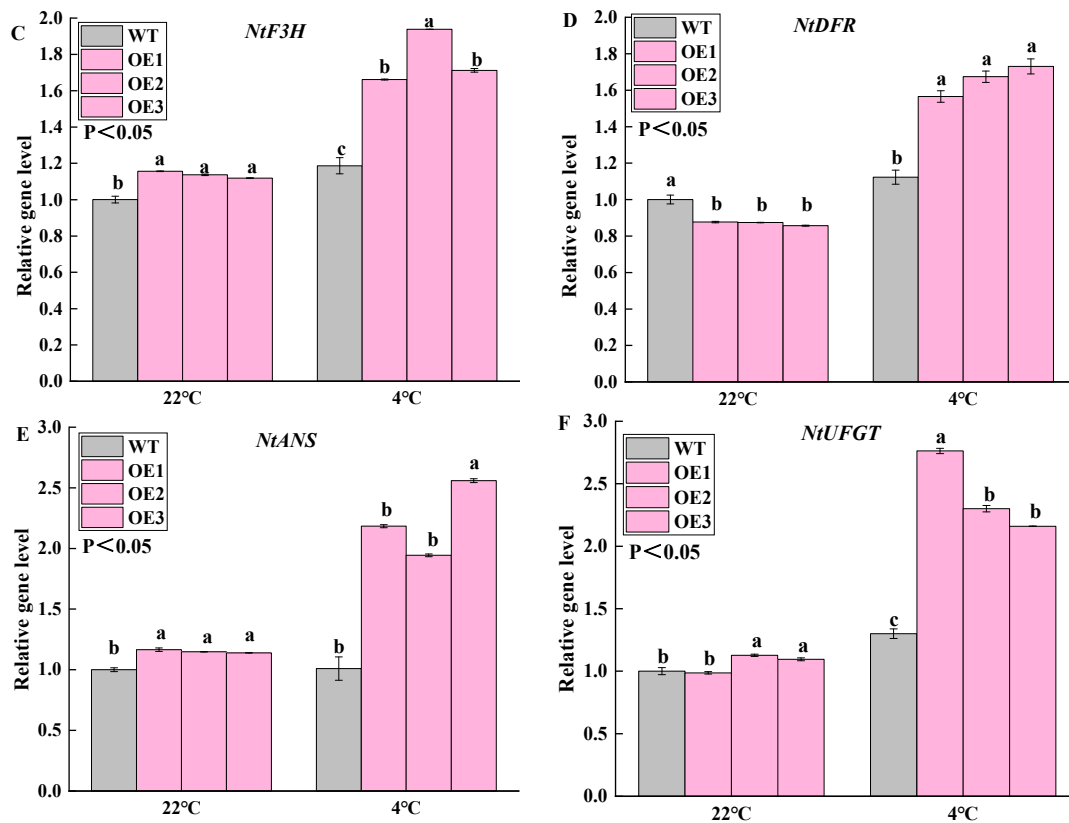 C
NtF3H
WT
OE1
OE2
OE3
P＜0.05
Relative gene level
2.0
1.8
1.6
1.4
1.2
1.0
0.8
0.6
0.4
0.2
0.0
b a a a c b a b
22℃ 4℃
D
NtDFR
WT
OE1
OE2
OE3
P＜0.05
Relative gene level
2.0
1.8
1.6
1.4
1.2
1.0
0.8
0.6
0.4
0.2
0.0
a b b b b a a a
22℃ 4℃
E
NtANS
WT
OE1
OE2
OE3
P＜0.05
Relative gene level
3.0
2.5
2.0
1.5
1.0
0.5
0.0
b a a a b b b a
22℃ 4℃
F
NtUFGT
WT
OE1
OE2
OE3
P＜0.05
Relative gene level
3.0
2.5
2.0
1.5
1.0
0.5
0.0
b b a a c a b b
22℃ 4℃